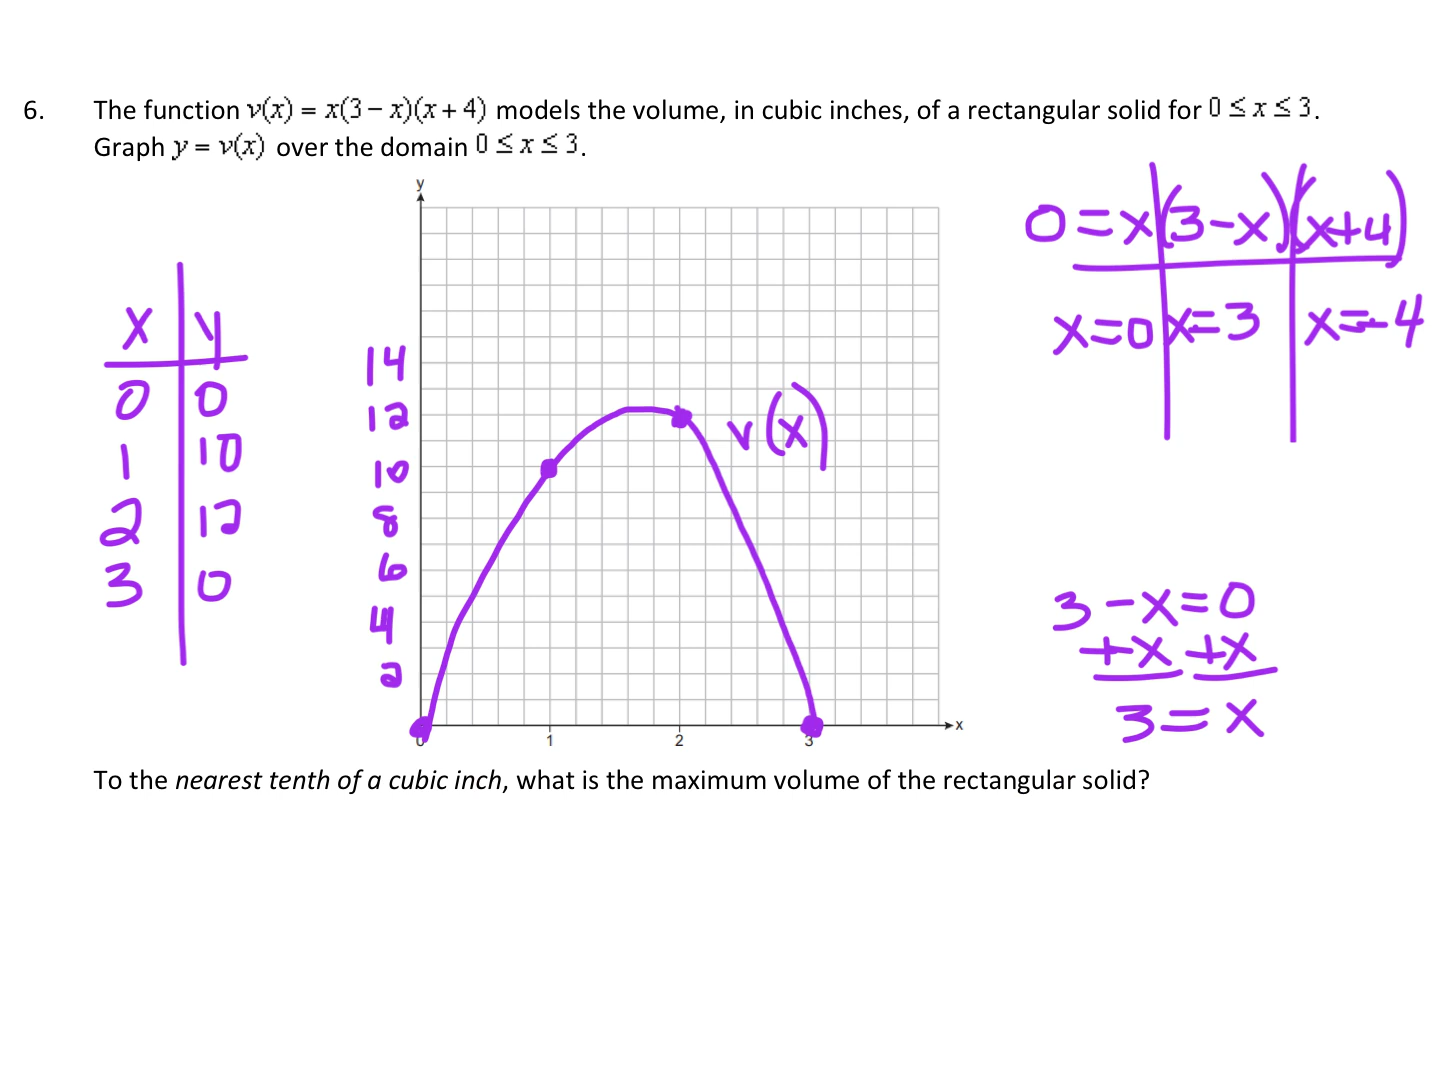 6. The function v(x) = x(3 − x)(x + 4) models the volume, in cubic inches, of a rectangular solid for 0 ≤ x ≤ 3.
Graph y = v(x) over the domain 0 ≤ x ≤ 3.
y
0=x(3-x)(x+4)
x=0 x=3 x=-4
x y
0 0
1 10
2 12
3 0
14
12
10
8
6
4
2
v(x)
3-x=0
+x +x
3=x
0 1 2 3 x
To the nearest tenth of a cubic inch, what is the maximum volume of the rectangular solid?